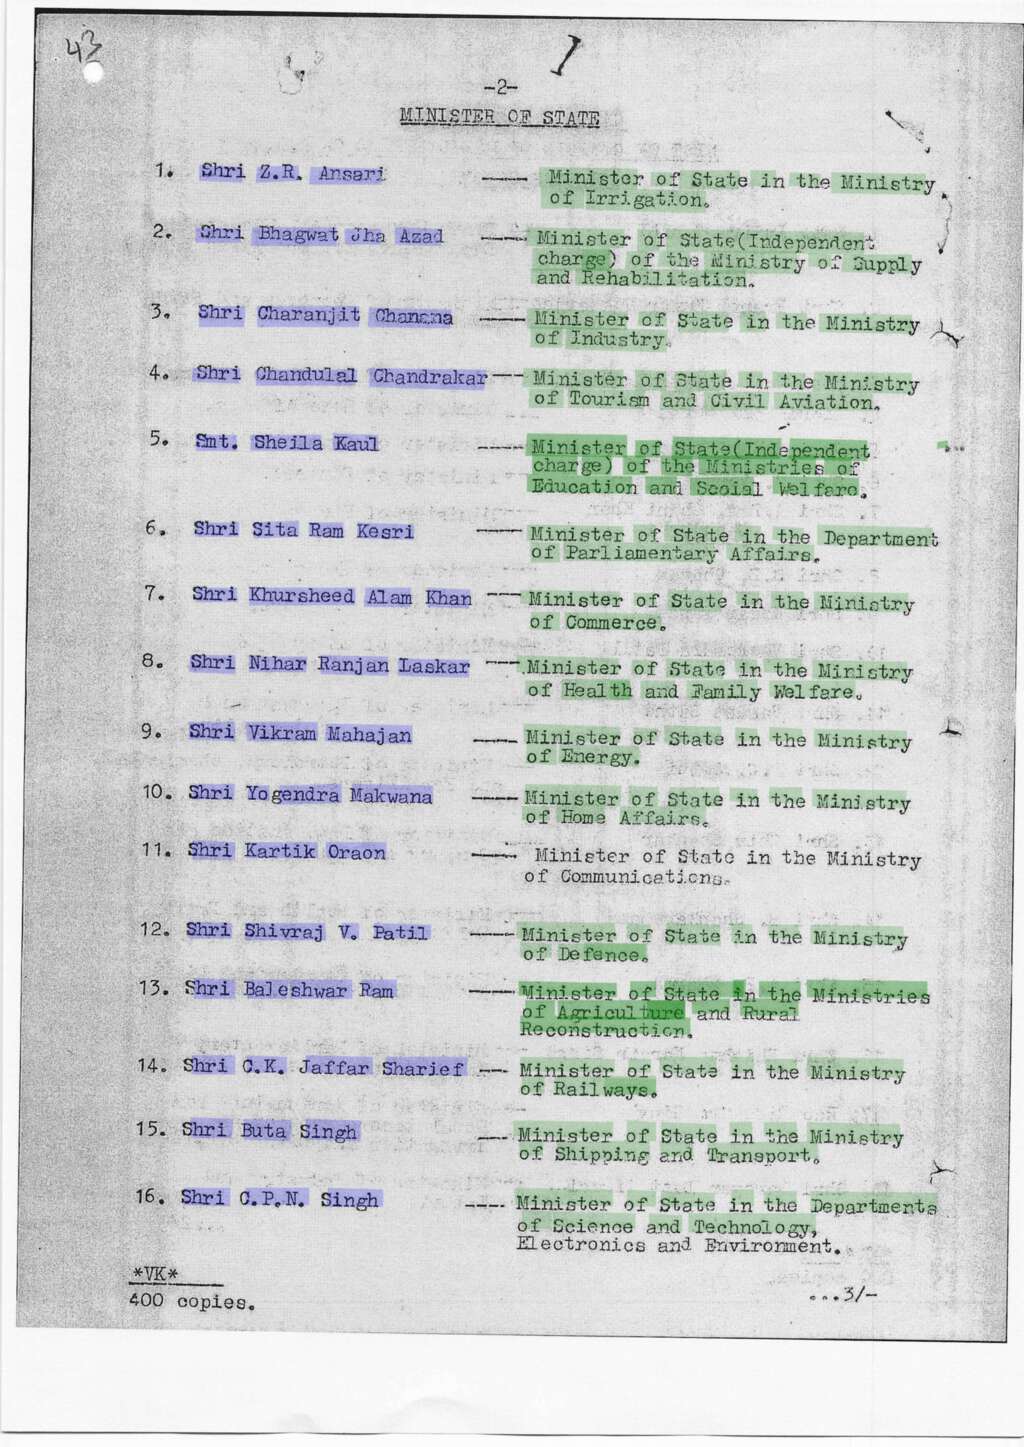 43
-2-
MINISTER OF STATE
1. Shri Z.R. Ansari ---- Minister of State in the Ministry
of Irrigation.
2. Shri Bhagwat Jha Azad ---- Minister of State(Independent
charge) of the Ministry of Supply
and Rehabilitation.
3. Shri Charanjit Chanana ---- Minister of State in the Ministry
of Industry.
4. Shri Chandulal Chandrakar ---- Minister of State in the Ministry
of Tourism and Civil Aviation.
5. Smt. Sheila Kaul ---- Minister of State(Independent
charge) of the Ministries of
Education and Social Welfare.
6. Shri Sita Ram Kesri ---- Minister of State in the Department
of Parliamentary Affairs.
7. Shri Khursheed Alam Khan ---- Minister of State in the Ministry
of Commerce.
8. Shri Nihar Ranjan Laskar ---- Minister of State in the Ministry
of Health and Family Welfare.
9. Shri Vikram Mahajan ---- Minister of State in the Ministry
of Energy.
10. Shri Yogendra Makwana ---- Minister of State in the Ministry
of Home Affairs.
11. Shri Kartik Oraon ---- Minister of State in the Ministry
of Communications.
12. Shri Shivraj V. Patil ---- Minister of State in the Ministry
of Defence.
13. Shri Baleshwar Ram ---- Minister of State in the Ministries
of Agriculture and Rural
Reconstruction.
14. Shri C.K. Jaffar Sharief ---- Minister of State in the Ministry
of Railways.
15. Shri Buta Singh ---- Minister of State in the Ministry
of Shipping and Transport.
16. Shri C.P.N. Singh ---- Minister of State in the Departments
of Science and Technology,
Electronics and Environment.
*VK*
400 copies.
...3/-